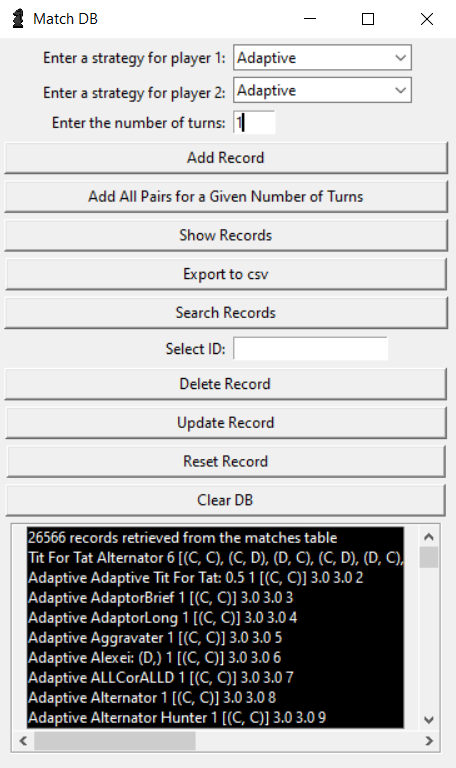 Match DB
Enter a strategy for player 1: Adaptive
Enter a strategy for player 2: Adaptive
Enter the number of turns: 1
Add Record
Add All Pairs for a Given Number of Turns
Show Records
Export to csv
Search Records
Select ID:
Delete Record
Update Record
Reset Record
Clear DB
26566 records retrieved from the matches table
Tit For Tat Alternator 6 [(C, C), (C, D), (D, C), (C, D), (D, C),
Adaptive Adaptive Tit For Tat: 0.5 1 [(C, C)] 3.0 3.0 2
Adaptive AdaptorBrief 1 [(C, C)] 3.0 3.0 3
Adaptive AdaptorLong 1 [(C, C)] 3.0 3.0 4
Adaptive Aggravater 1 [(C, C)] 3.0 3.0 5
Adaptive Alexei: (D,) 1 [(C, C)] 3.0 3.0 6
Adaptive ALLCorALLD 1 [(C, C)] 3.0 3.0 7
Adaptive Alternator 1 [(C, C)] 3.0 3.0 8
Adaptive Alternator Hunter 1 [(C, C)] 3.0 3.0 9